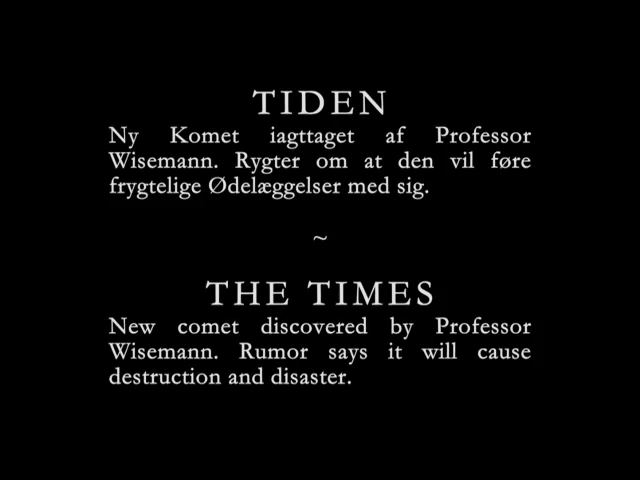 TIDEN
Ny Komet iagttaget af Professor
Wisemann. Rygter om at den vil føre
frygtelige Ødelæggelser med sig.
~
THE TIMES
New comet discovered by Professor
Wisemann. Rumor says it will cause
destruction and disaster.